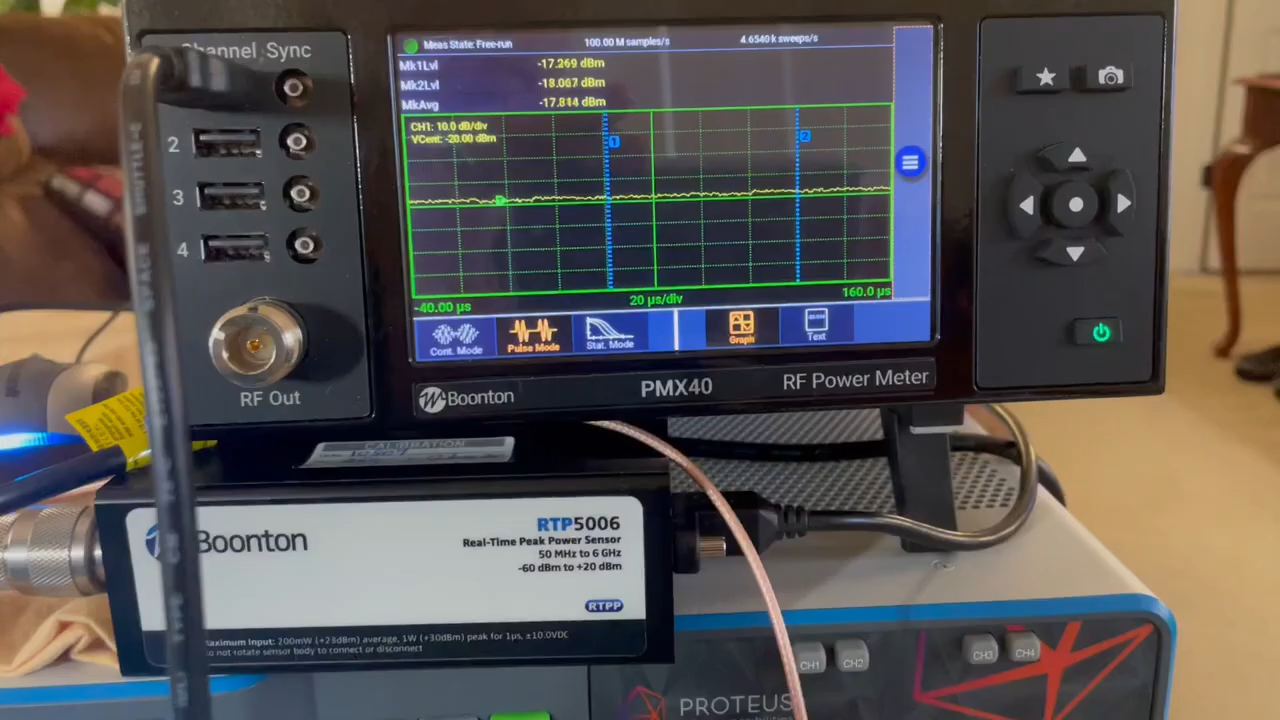 Channel Sync
2
3
4
RF Out
Meas State: Free-run
100.00 M samples/s
4.6540 k sweeps/s
Mk1Lvl -17.269 dBm
Mk2Lvl -18.067 dBm
MkAvg -17.814 dBm
CH1: 10.0 dB/div
VCent: -20.00 dBm
1
2
T
-40.00 µs
20 µs/div
160.0 µs
Cont. Mode
Pulse Mode
Stat. Mode
Graph
Text
Boonton
PMX40
RF Power Meter
CALIBRATION
Boonton
RTP5006
Real-Time Peak Power Sensor
50 MHz to 6 GHz
-60 dBm to +20 dBm
RTPP
Maximum Input: 200mW (+23dBm) average, 1W (+30dBm) peak for 1µs, ±10.0VDC
not rotate sensor body to connect or disconnect
CH1
CH2
CH3
CH4
PROTEUS